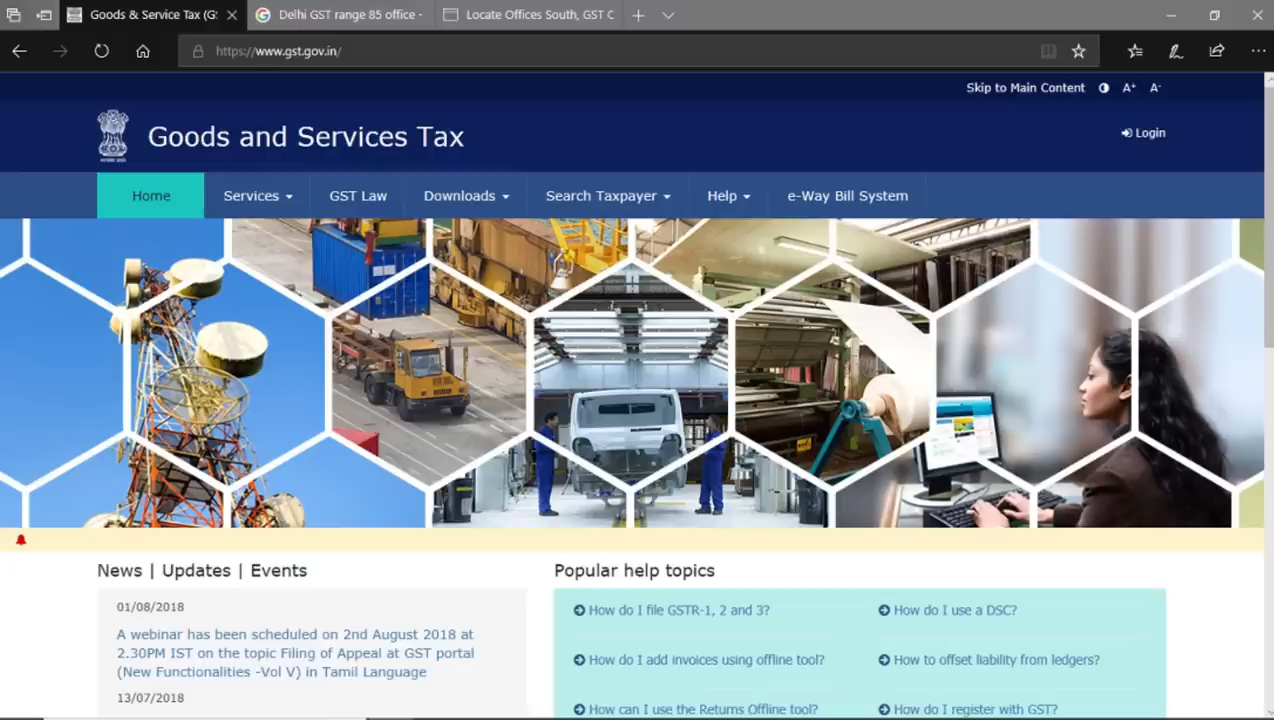 Goods & Service Tax (G
Delhi GST range 85 office -
Locate Offices South, GST C
https://www.gst.gov.in/
Skip to Main Content A+ A-
Goods and Services Tax
Login
Home Services GST Law Downloads Search Taxpayer Help e-Way Bill System
News | Updates | Events
01/08/2018
A webinar has been scheduled on 2nd August 2018 at
2.30PM IST on the topic Filing of Appeal at GST portal
(New Functionalities -Vol V) in Tamil Language
13/07/2018
Popular help topics
How do I file GSTR-1, 2 and 3?
How do I use a DSC?
How do I add invoices using offline tool?
How to offset liability from ledgers?
How can I use the Returns Offline tool?
How do I register with GST?